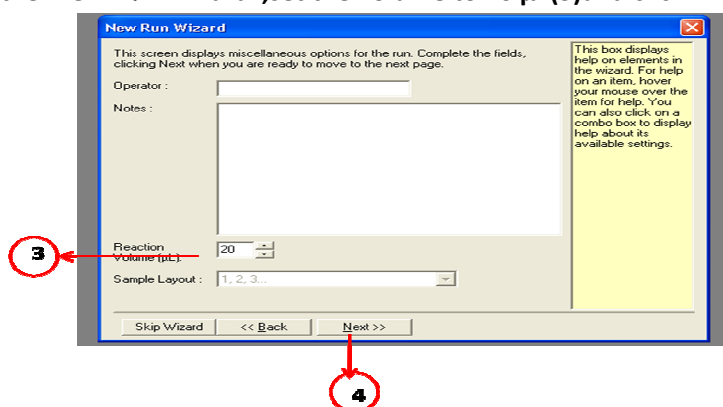 New Run Wizard
This screen displays miscellaneous options for the run. Complete the fields,
clicking Next when you are ready to move to the next page.
Operator :
Notes :
Reaction
Volume (µL):
20
Sample Layout :
1, 2, 3...
Skip Wizard
<< Back
Next >>
This box displays
help on elements in
the wizard. For help
on an item, hover
your mouse over the
item for help. You
can also click on a
combo box to display
help about its
available settings.
3
4